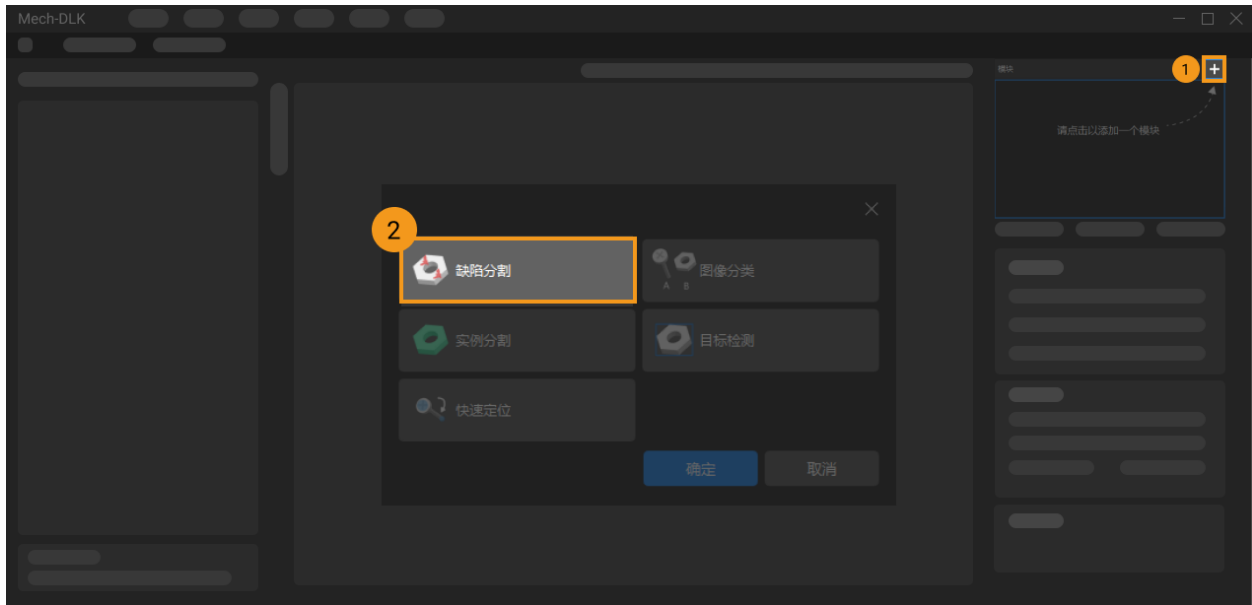 Mech-DLK
模块
1
请点击以添加一个模块
2
缺陷分割
图像分类
A B
实例分割
目标检测
快速定位
确定
取消